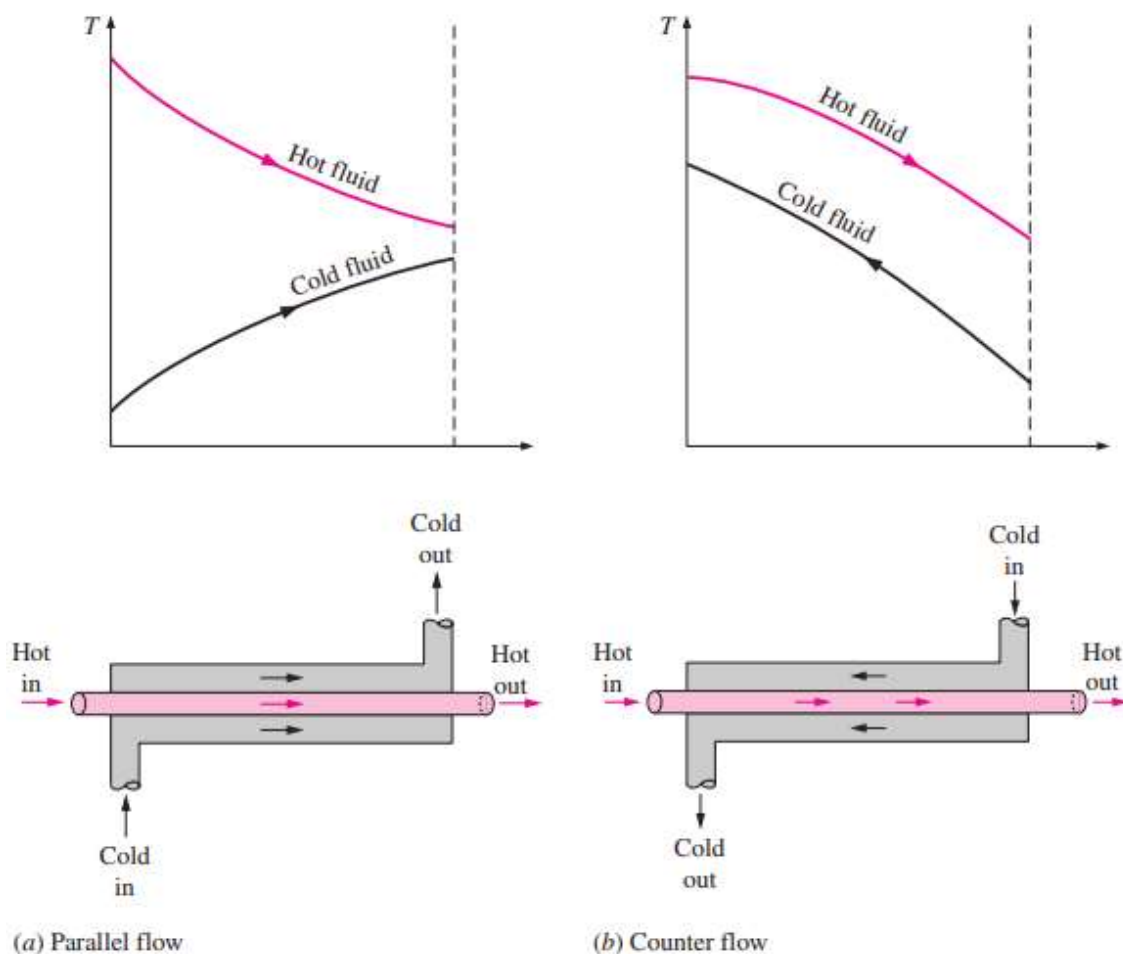 T
Hot fluid
Cold fluid
T
Hot fluid
Cold fluid
Cold
out
Hot
in
Hot
out
Cold
in
(a) Parallel flow
Cold
in
Hot
in
Hot
out
Cold
out
(b) Counter flow